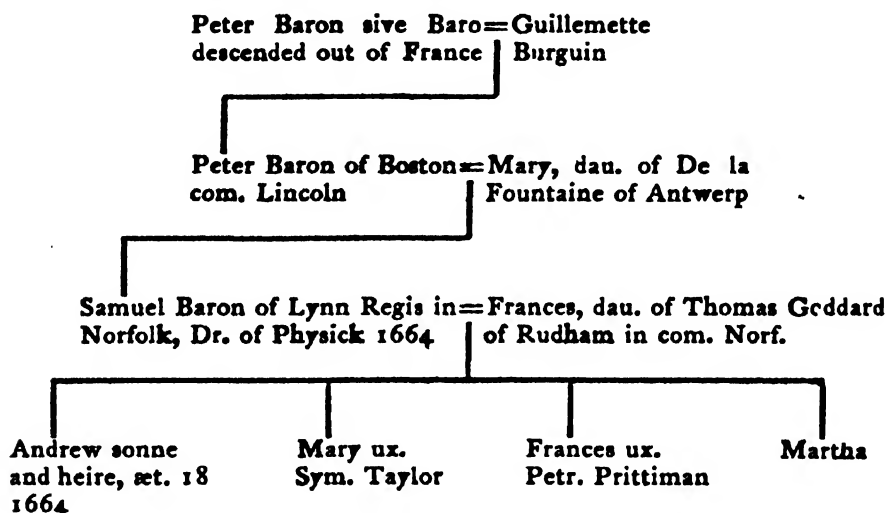 Peter Baron sive Baro=Guillemette
descended out of France Burguin
Peter Baron of Boston=Mary, dau. of De la
com. Lincoln Fountaine of Antwerp
Samuel Baron of Lynn Regis in=Frances, dau. of Thomas Goddard
Norfolk, Dr. of Physick 1664 of Rudham in com. Norf.
Andrew sonne Mary ux. Frances ux. Martha
and heire, æt. 18 Sym. Taylor Petr. Prittiman
1664